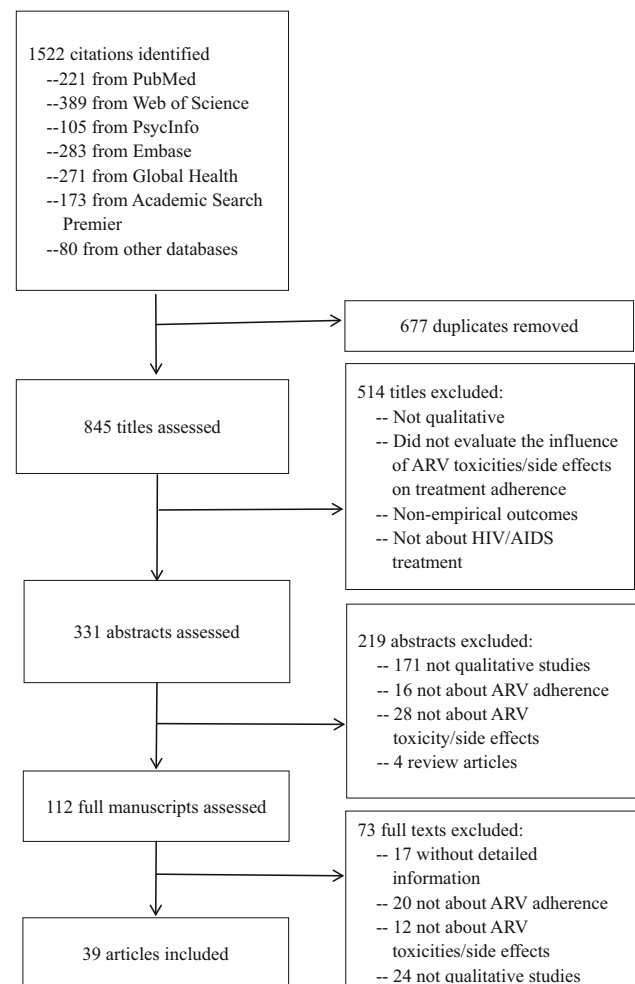 1522 citations identified
--221 from PubMed
--389 from Web of Science
--105 from PsycInfo
--283 from Embase
--271 from Global Health
--173 from Academic Search
Premier
--80 from other databases
677 duplicates removed
845 titles assessed
514 titles excluded:
-- Not qualitative
-- Did not evaluate the influence
of ARV toxicities/side effects
on treatment adherence
-- Non-empirical outcomes
-- Not about HIV/AIDS
treatment
331 abstracts assessed
219 abstracts excluded:
-- 171 not qualitative studies
-- 16 not about ARV adherence
-- 28 not about ARV
toxicity/side effects
-- 4 review articles
112 full manuscripts assessed
73 full texts excluded:
-- 17 without detailed
information
-- 20 not about ARV adherence
-- 12 not about ARV
toxicities/side effects
-- 24 not qualitative studies
39 articles included